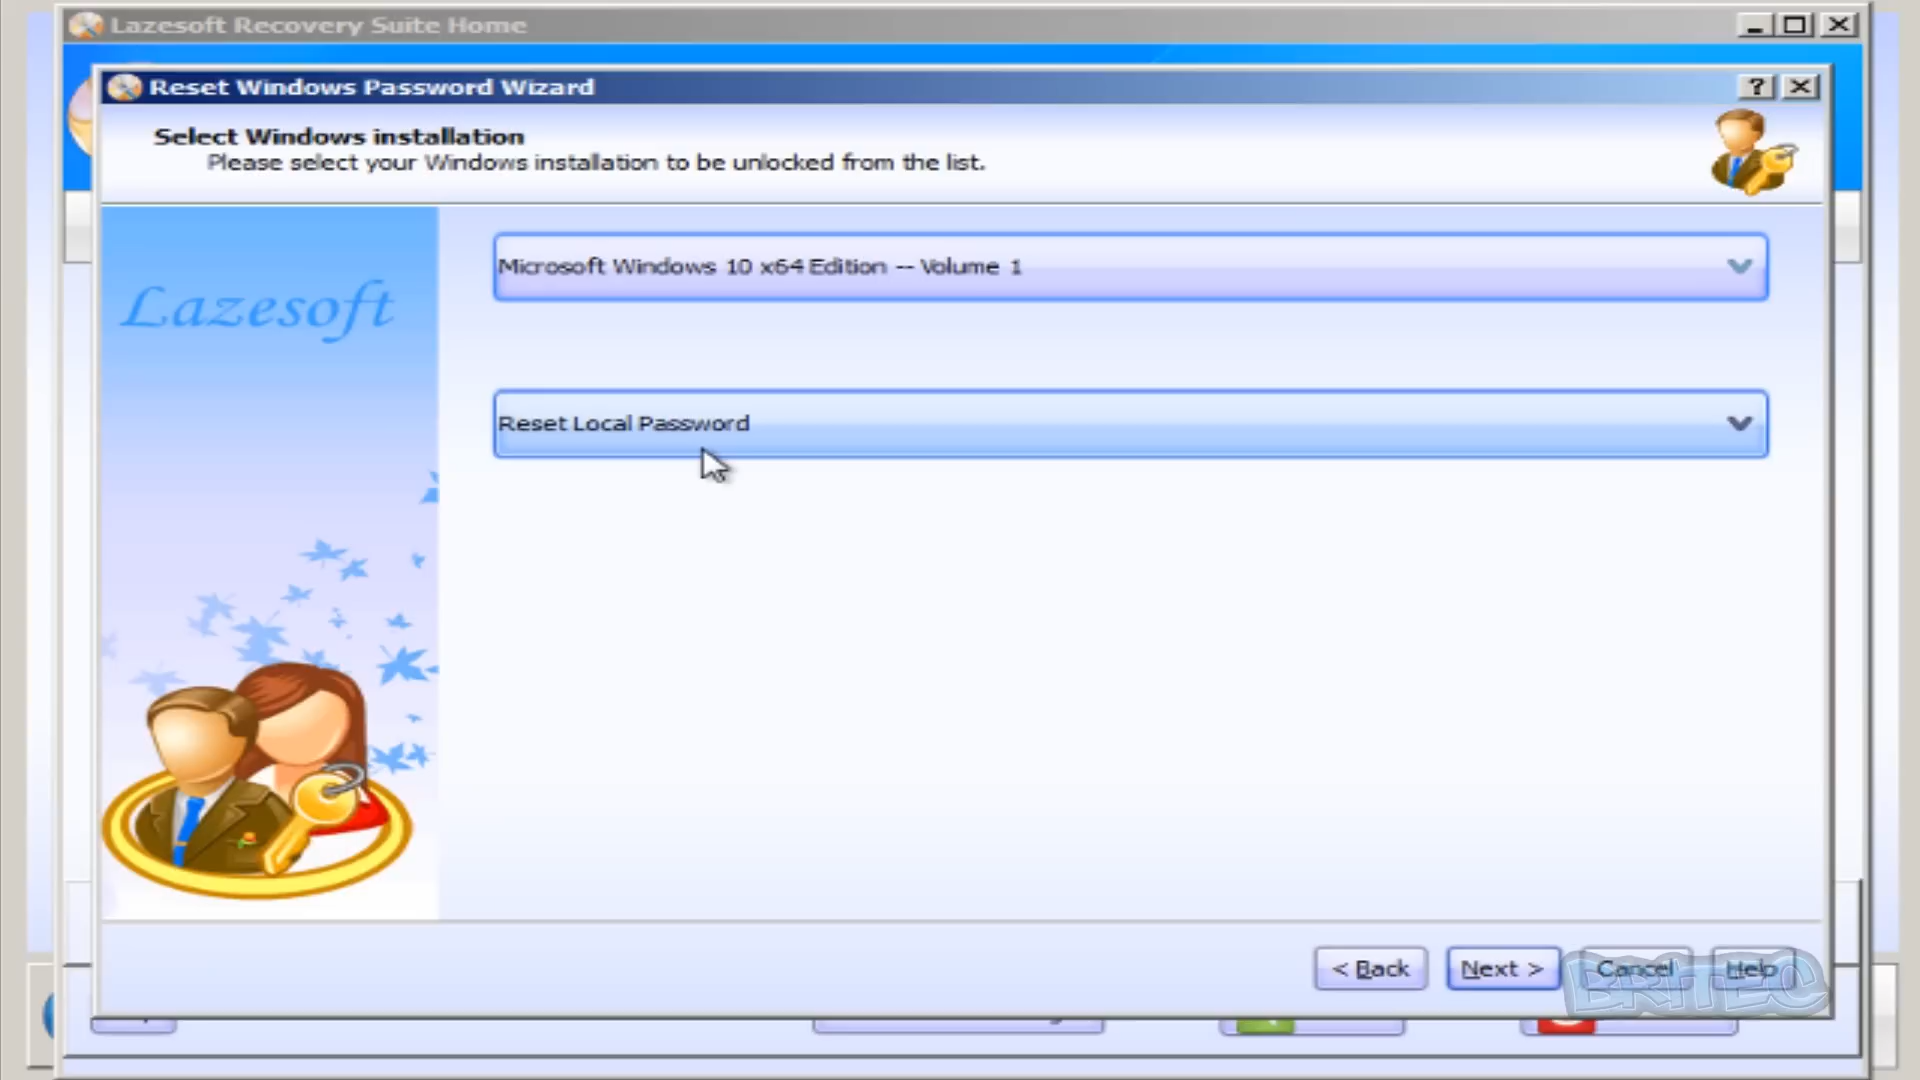 Lazesoft Recovery Suite Home
Reset Windows Password Wizard
Select Windows installation
Please select your Windows installation to be unlocked from the list.
Lazesoft
Microsoft Windows 10 x64 Edition -- Volume 1
Reset Local Password
< Back
Next >
Cancel
Help
BRITEC